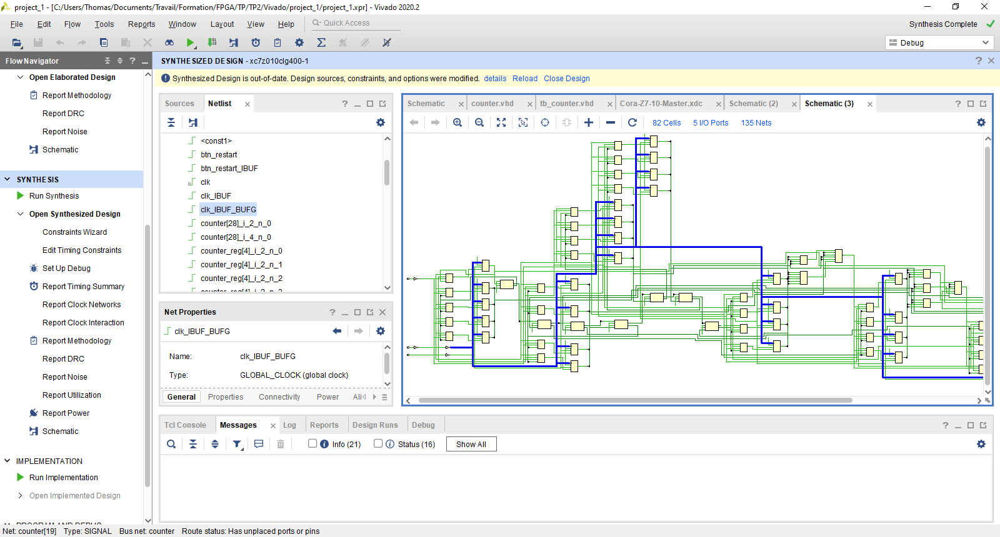 project_1 - [C:/Users/Thomas/Documents/Travail/Formation/FPGA/TP/TP2/Vivado/project_1/project_1.xpr] - Vivado 2020.2
File Edit Flow Tools Reports Window Layout View Help Quick Access
Synthesis Complete
Debug
Flow Navigator
Open Elaborated Design
Report Methodology
Report DRC
Report Noise
Schematic
SYNTHESIS
Run Synthesis
Open Synthesized Design
Constraints Wizard
Edit Timing Constraints
Set Up Debug
Report Timing Summary
Report Clock Networks
Report Clock Interaction
Report Methodology
Report DRC
Report Noise
Report Utilization
Report Power
Schematic
IMPLEMENTATION
Run Implementation
Open Implemented Design
PROGRAM AND DEBUG
SYNTHESIZED DESIGN - xc7z010clg400-1
Synthesized Design is out-of-date. Design sources, constraints, and options were modified. details Reload Close Design
Sources Netlist
<const1>
btn_restart
btn_restart_IBUF
clk
clk_IBUF
clk_IBUF_BUFG
counter[28]_i_2_n_0
counter[28]_i_4_n_0
counter_reg[4]_i_2_n_0
counter_reg[4]_i_2_n_1
counter_reg[4]_i_2_n_2
counter_reg[4]_i_2_n_3
Net Properties
clk_IBUF_BUFG
Name: clk_IBUF_BUFG
Type: GLOBAL_CLOCK (global clock)
General Properties Connectivity Power Ali
Schematic counter.vhd tb_counter.vhd Cora-Z7-10-Master.xdc Schematic (2) Schematic (3)
82 Cells 5 I/O Ports 135 Nets
Tcl Console Messages Log Reports Design Runs Debug
Info (21) Status (16) Show All
Net: counter[19] Type: SIGNAL Bus net: counter Route status: Has unplaced ports or pins